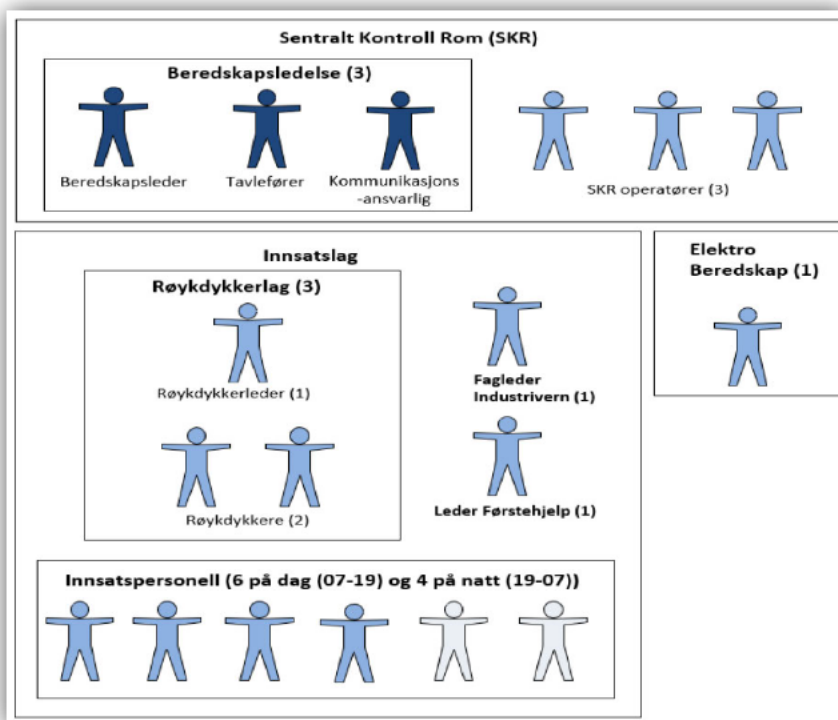 Sentralt Kontroll Rom (SKR)
Beredskapsledelse (3)
Beredskapsleder
Tavlefører
Kommunikasjons
-ansvarlig
SKR operatører (3)
Innsatslag
Røykdykkerlag (3)
Røykdykkerleder (1)
Røykdykkere (2)
Fagleder
Industrivern (1)
Leder Førstehjelp (1)
Elektro
Beredskap (1)
Innsatspersonell (6 på dag (07-19) og 4 på natt (19-07))